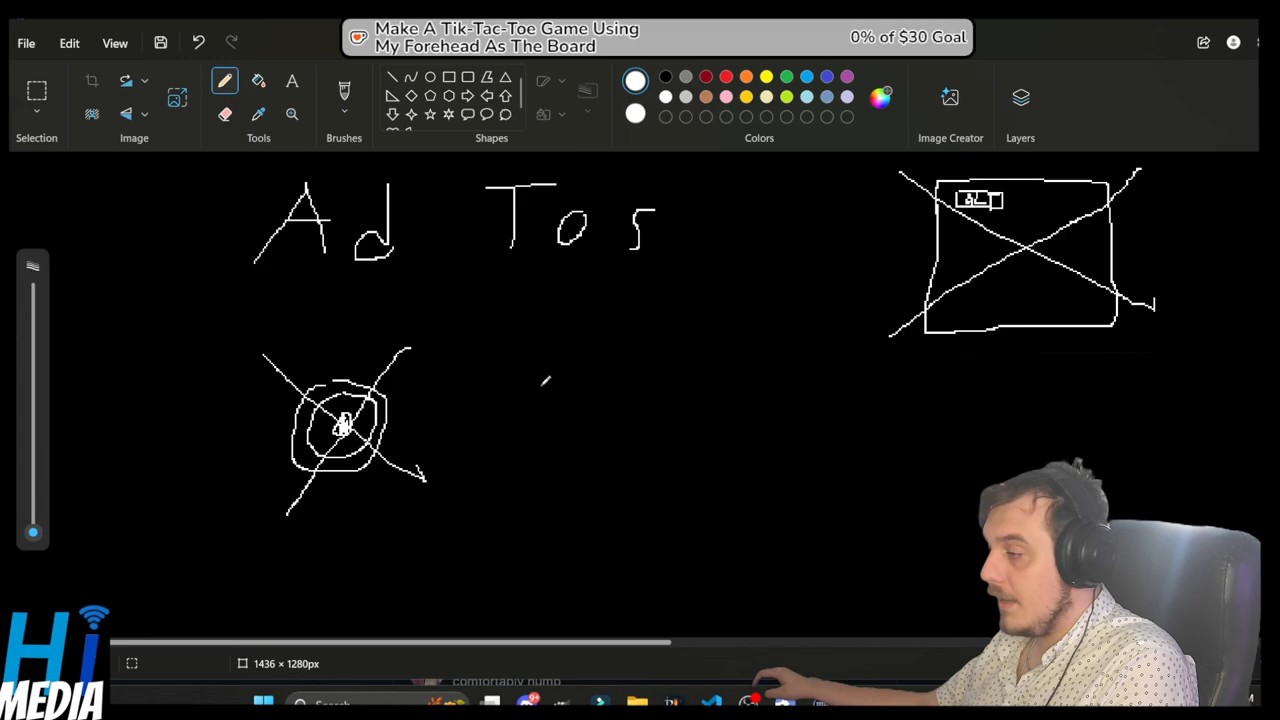 Make A Tik-Tac-Toe Game Using
My Forehead As The Board
0% of $30 Goal
File Edit View
Selection Image Tools Brushes Shapes Colors Image Creator Layers
Ad Tos
1436 × 1280px
Search
Hi
MEDIA